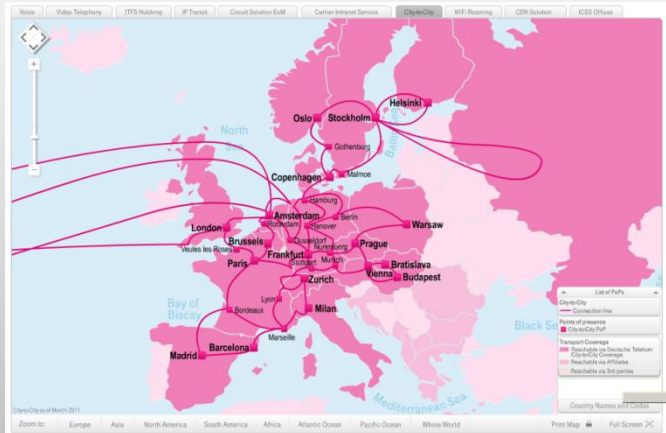 Voice
Video Telephony
ITFS Hubbing
IP Transit
Circuit Solution EoM
Carrier Intranet Service
City-to-City
WiFi-Roaming
CDN-Solution
ICSS Offices
Helsinki
Oslo
Stockholm
North
Sea
Gothenburg
Baltic Sea
Copenhagen
Malmoe
Hamburg
Amsterdam
Berlin
Rotterdam
London
Hanover
Warsaw
Brussels
Düsseldorf
Veules les Roses
Prague
Frankfurt
Nuremburg
Paris
Stuttgart
Munich
Bratislava
Vienna
Budapest
Zurich
Bay of
Biscay
Lyon
Bordeaux
Milan
Marseille
Barcelona
Madrid
Black Se
Mediterranean Sea
List of PoPs
City-to-City
Connection line
Points of presence
City-to-City PoP
Transport Coverage
Reachable via Deutsche Telekom
City-to-City Coverage
Reachable via Affiliates
Reachable via 3rd parties
Country Names and Codes
City-to-City as of March 2011
Zoom to:
Europe
Asia
North America
South America
Africa
Atlantic Ocean
Pacific Ocean
Whole World
Print Map
Full Screen